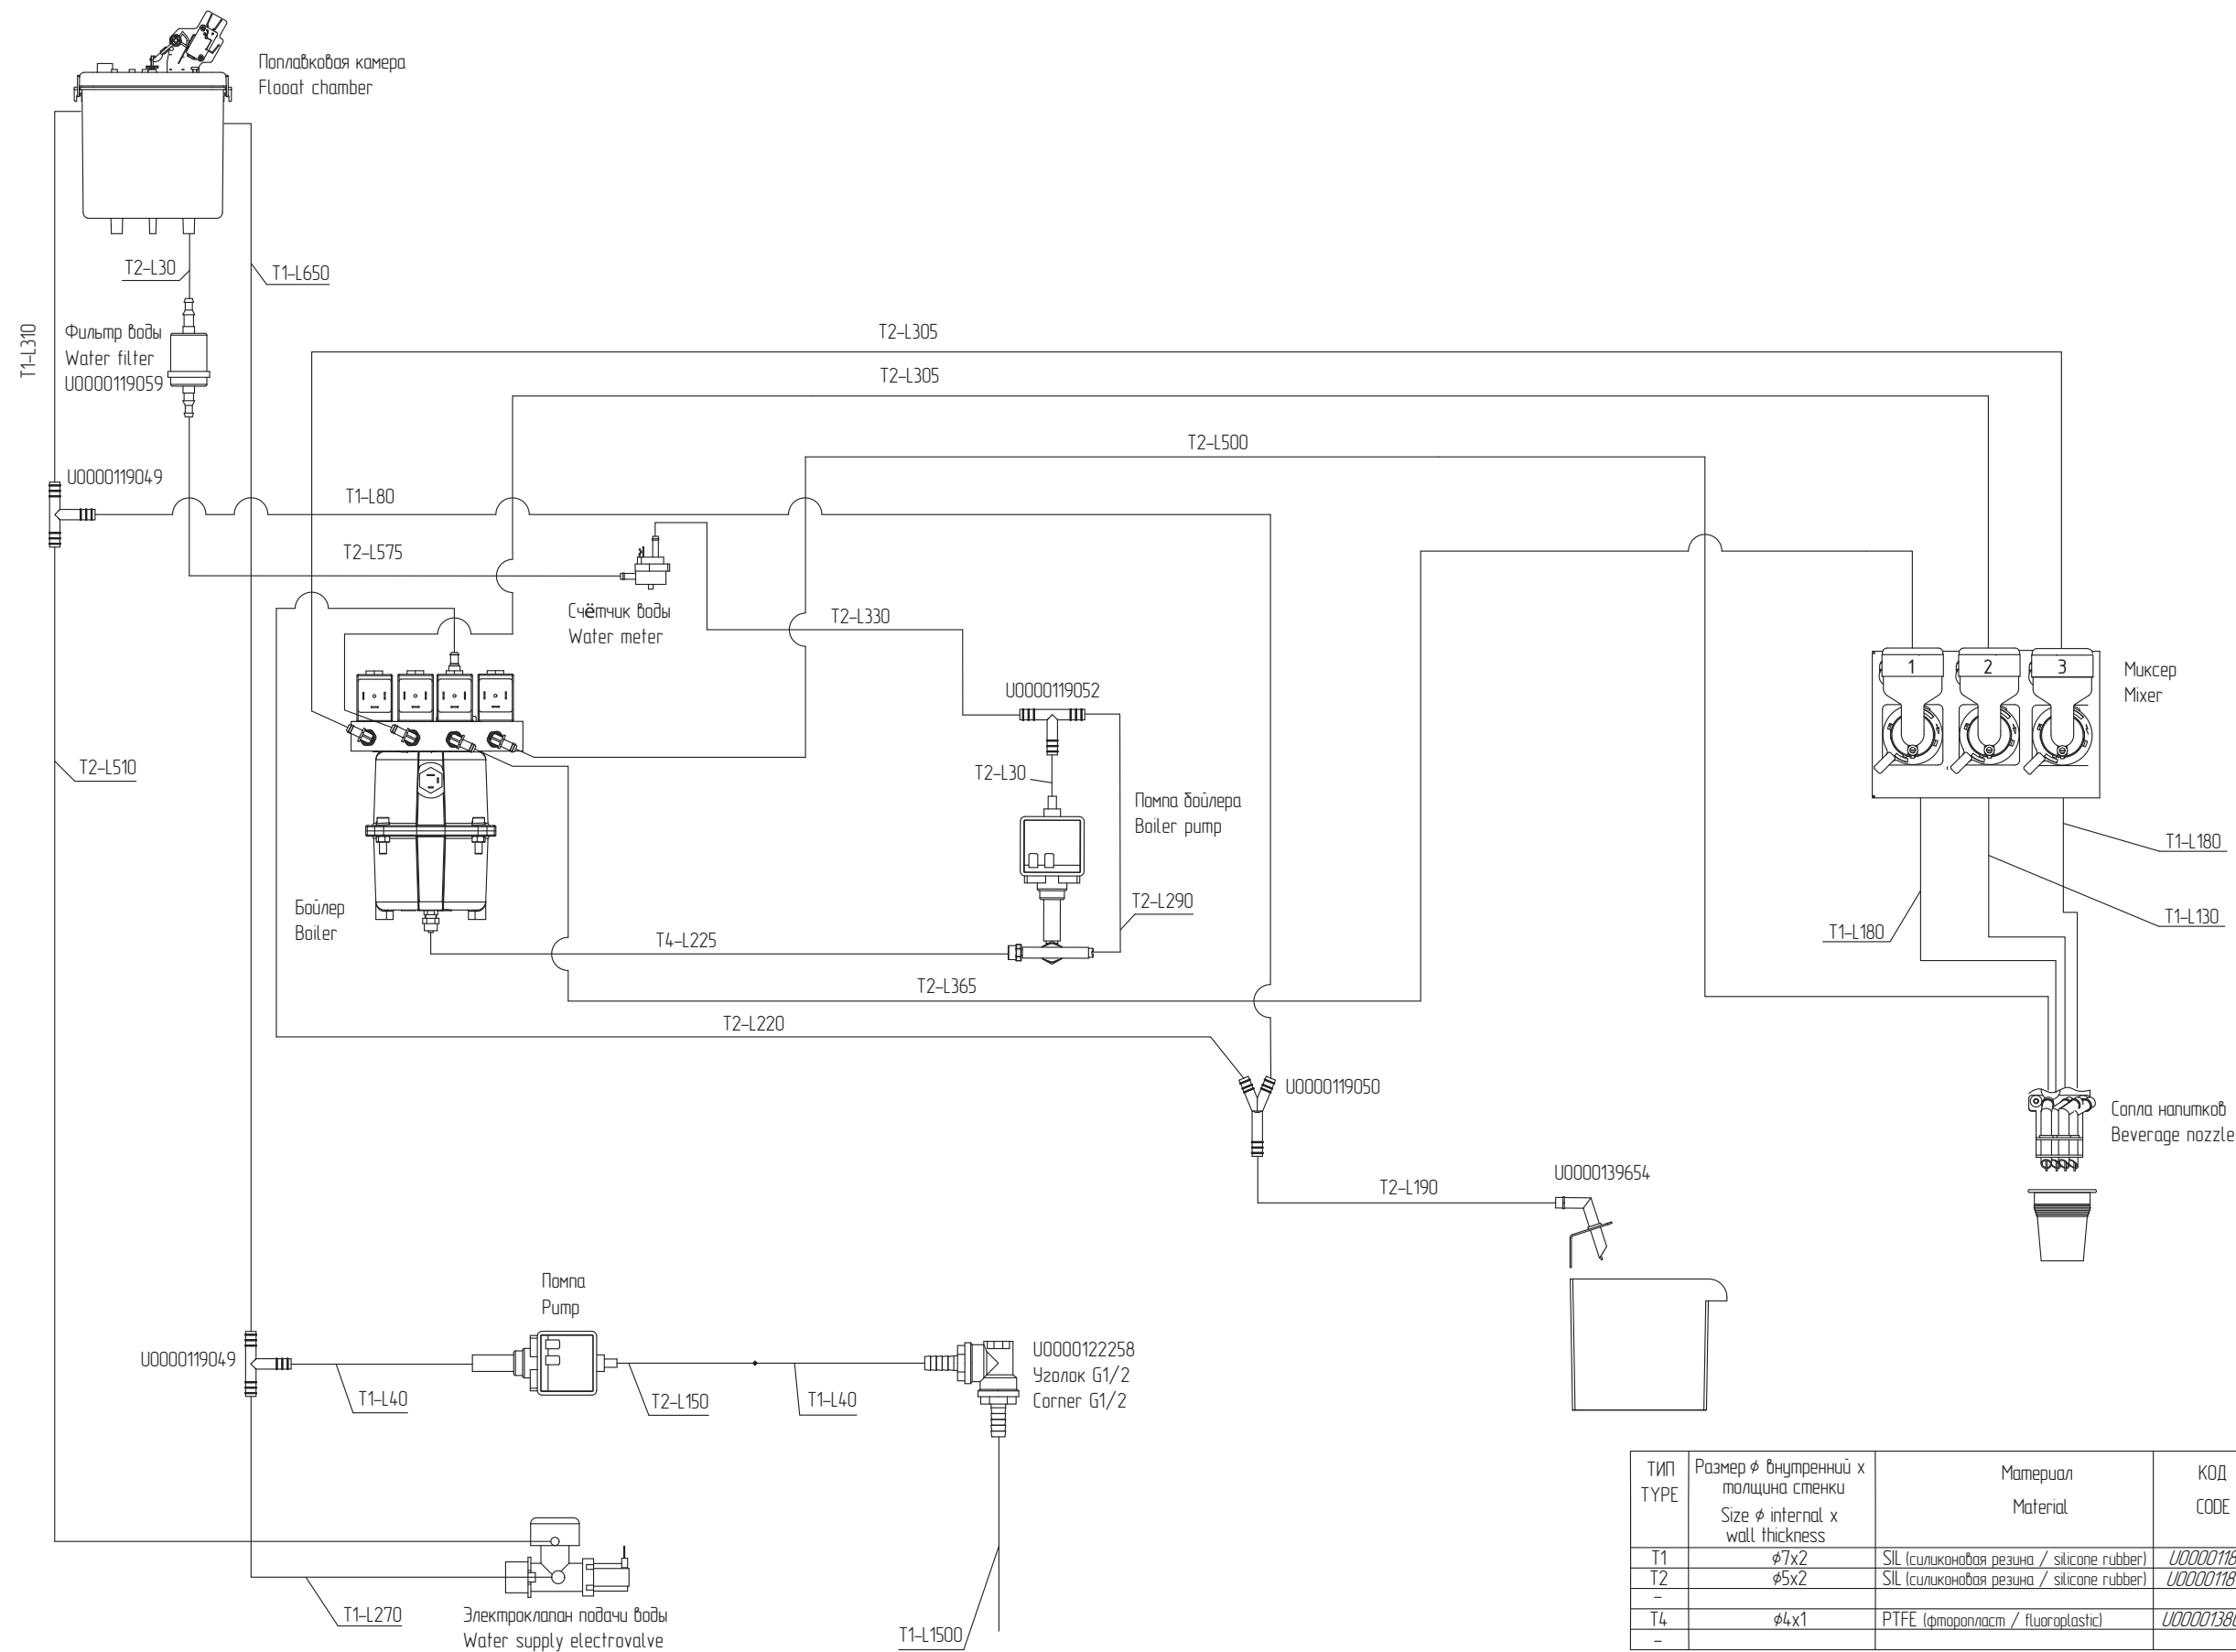 Поплавковая камера
Flooat chamber
T2-L30
T1-L650
T1-L310
Фильтр воды
Water filter
U0000119059
T2-L305
T2-L305
T2-L500
U0000119049
T1-L80
T2-L575
Счётчик воды
Water meter
T2-L330
U0000119052
1
2
3
Миксер
Mixer
T2-L510
T2-L30
Помпа бойлера
Boiler pump
T1-L180
T2-L290
T1-L130
T1-L180
Бойлер
Boiler
T4-L225
T2-L365
T2-L220
U0000119050
Сопла напитков
Beverage nozzle
U0000139654
T2-L190
Помпа
Pump
U0000119049
U0000122258
Уголок G1/2
Corner G1/2
T1-L40
T2-L150
T1-L40
T1-L270
Электроклапан подачи воды
Water supply electrovalve
T1-L1500
ТИП
TYPE
Размер ϕ внутренний x
толщина стенки
Size ϕ internal x
wall thickness
Материал
Material
КОД
CODE
T1 ϕ7x2 SIL (силиконовая резина / silicone rubber)
T2 ϕ5x2 SIL (силиконовая резина / silicone rubber)
–
T4 ϕ4x1 PTFE (фторопласт / fluoroplastic)
–